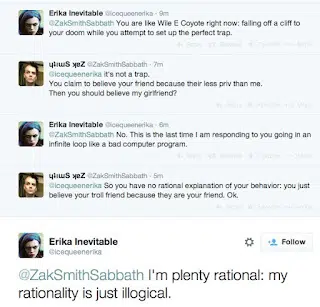 Erika Inevitable @icequeenerika · 9m
@ZakSmithSabbath You are like Wile E Coyote right now: falling off a cliff to
your doom while you attempt to set up the perfect trap.
@ZakSmithSabbath · 7m
@icequeenerika it's not a trap.
You claim to believe your friend because their less priv than me.
Then you should believe my girlfriend?
Erika Inevitable @icequeenerika · 6m
@ZakSmithSabbath No. This is the last time I am responding to you going in an
infinite loop like a bad computer program.
@ZakSmithSabbath · 5m
@icequeenerika So you have no rational explanation of your behavior: you just
believe your troll friend because they are your friend. Ok.
Erika Inevitable
@icequeenerika
Follow
@ZakSmithSabbath I'm plenty rational: my
rationality is just illogical.